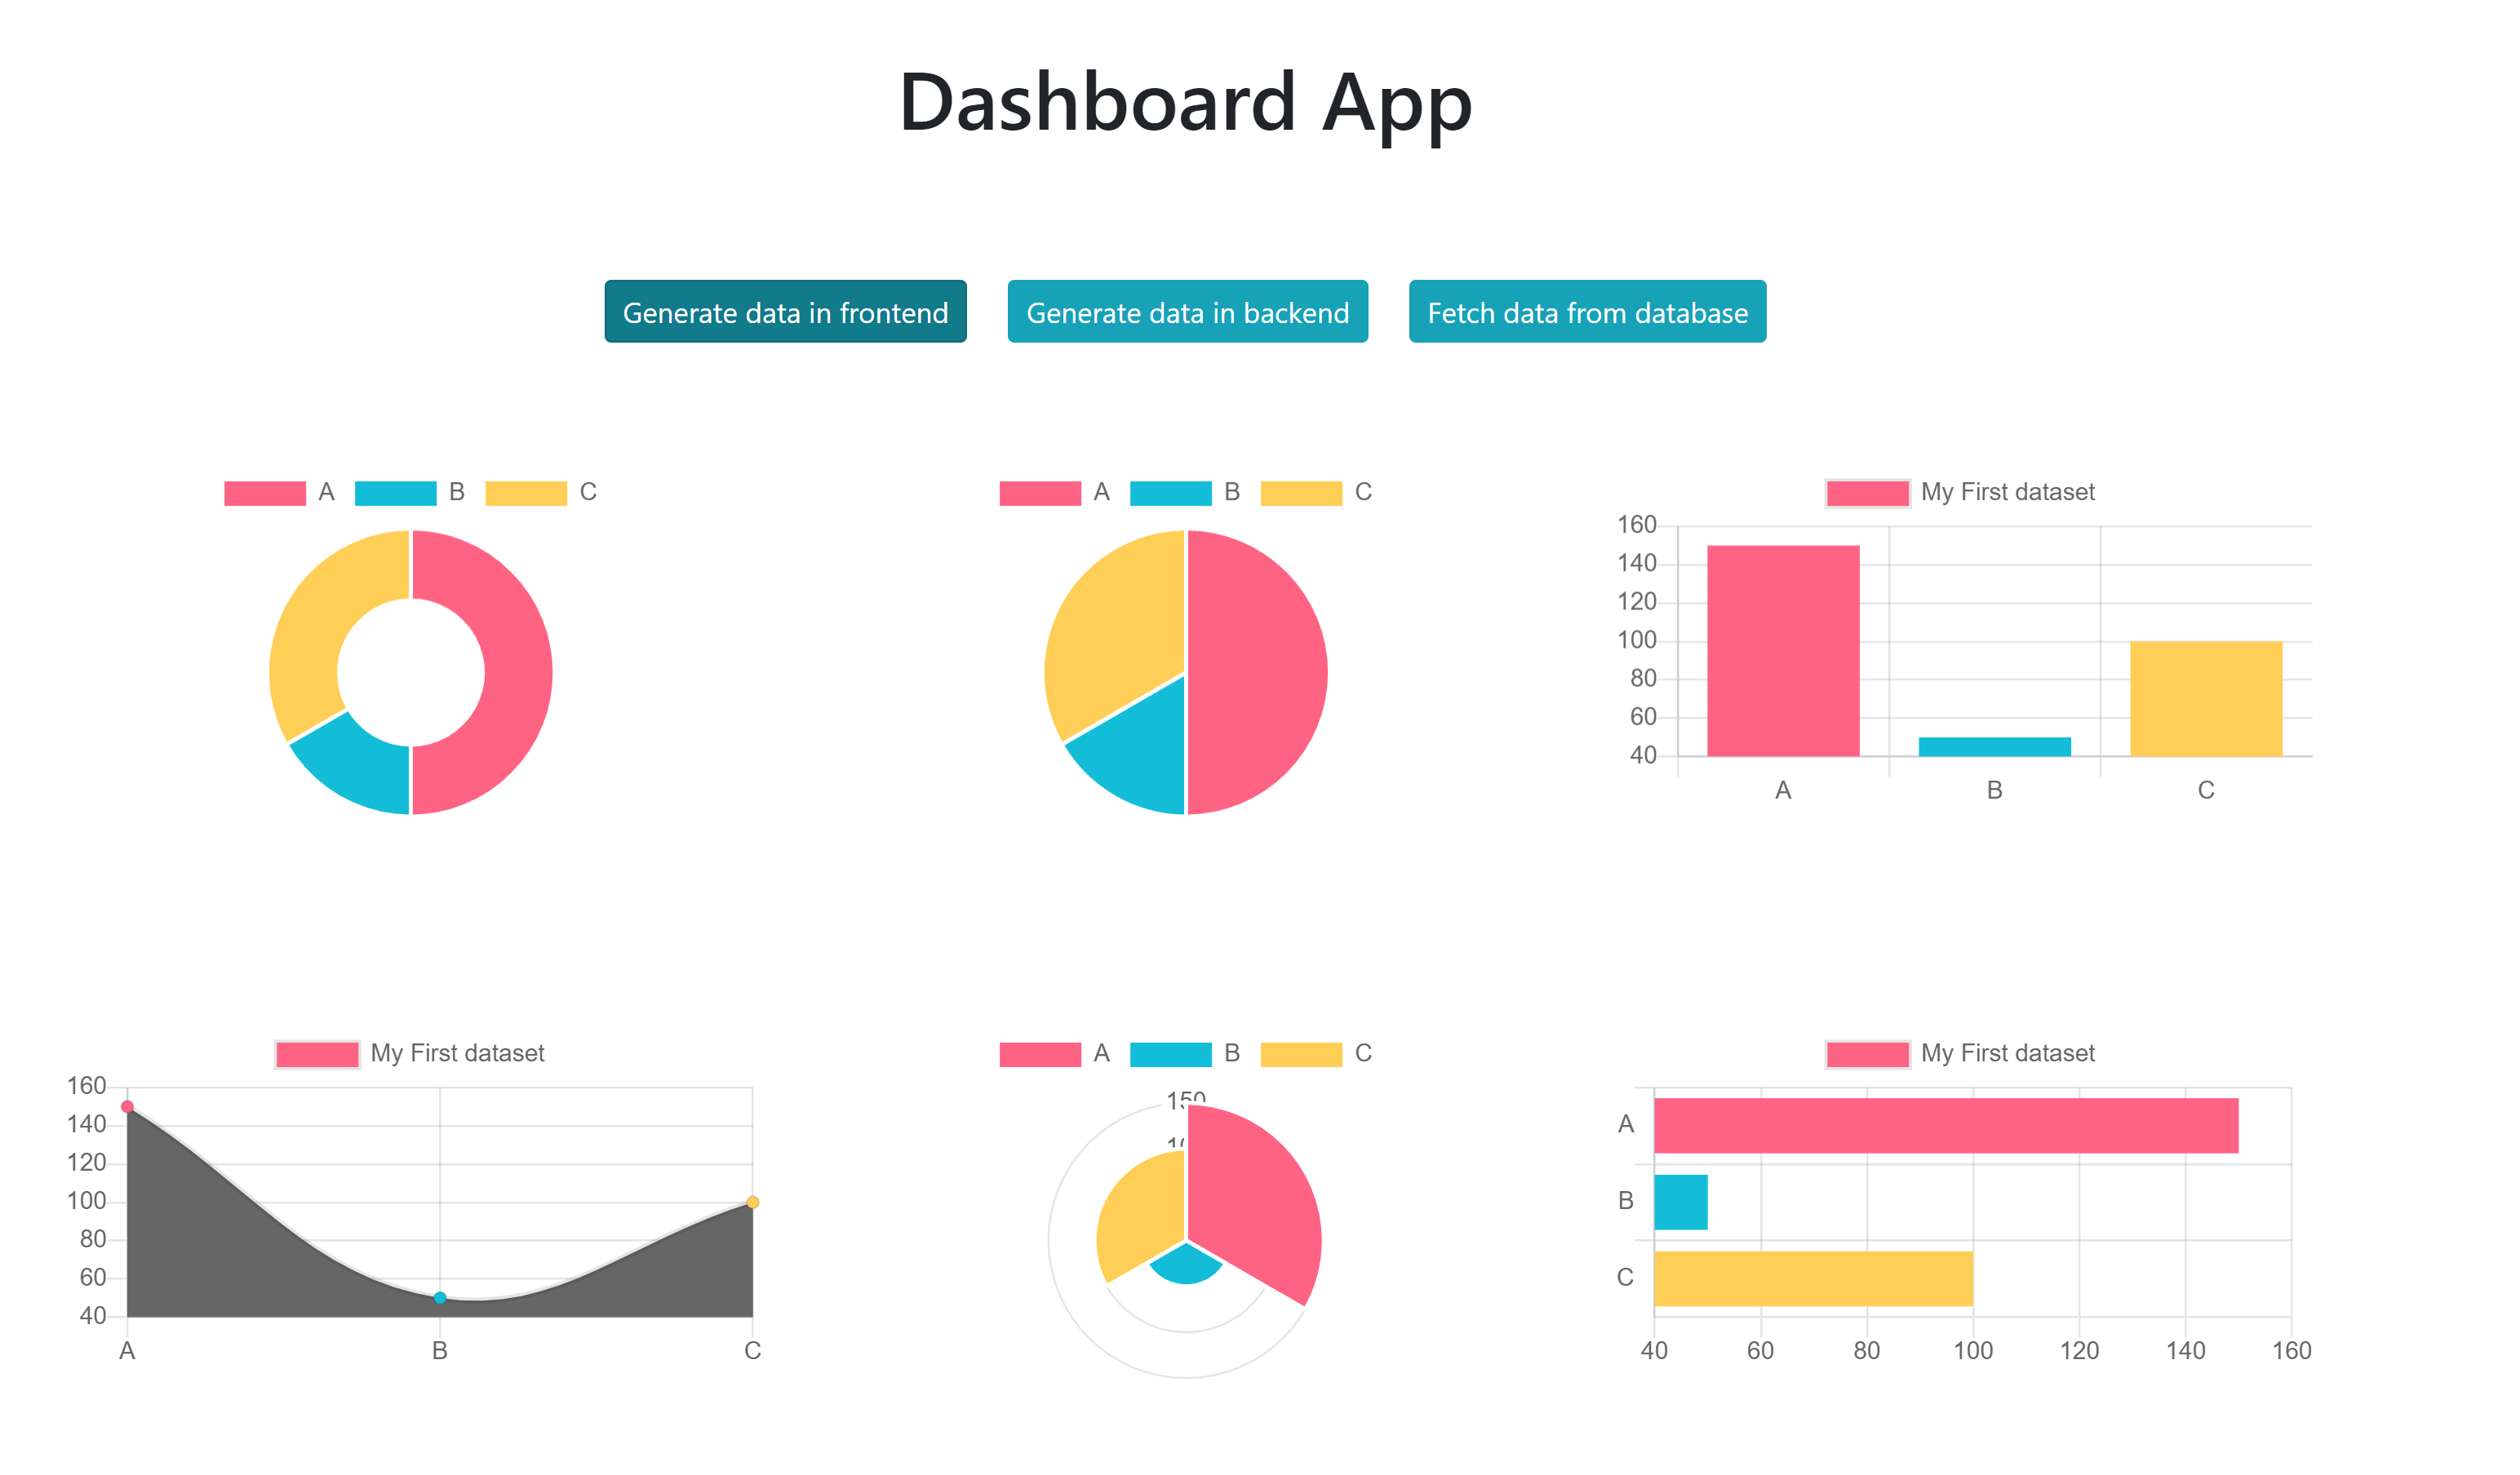 Dashboard App
Generate data in frontend
Generate data in backend
Fetch data from database
A B C
A B C
My First dataset
160
140
120
100
80
60
40
A B C
My First dataset
160
140
120
100
80
60
40
A B C
A B C
150
My First dataset
A
B
C
40 60 80 100 120 140 160